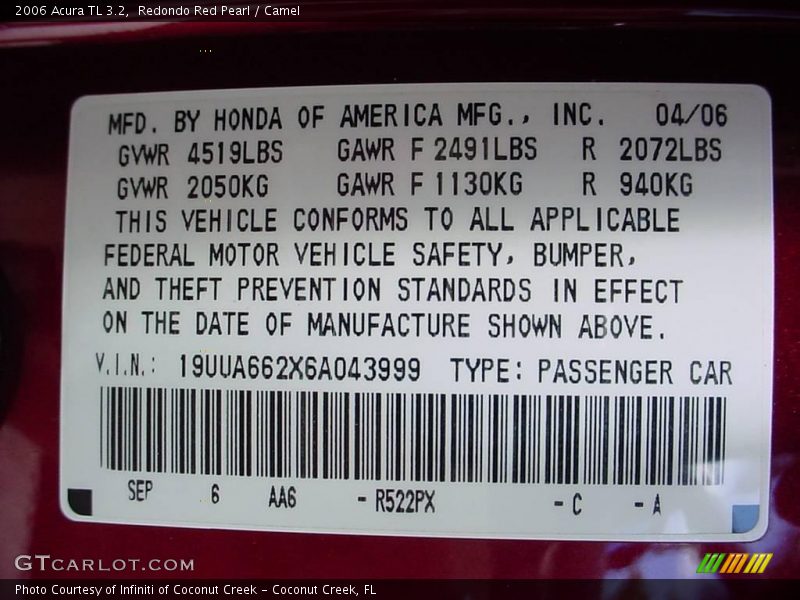 2006 Acura TL 3.2, Redondo Red Pearl / Camel
MFD. BY HONDA OF AMERICA MFG., INC. 04/06
GVWR 4519LBS GAWR F 2491LBS R 2072LBS
GVWR 2050KG GAWR F 1130KG R 940KG
THIS VEHICLE CONFORMS TO ALL APPLICABLE
FEDERAL MOTOR VEHICLE SAFETY, BUMPER,
AND THEFT PREVENTION STANDARDS IN EFFECT
ON THE DATE OF MANUFACTURE SHOWN ABOVE.
V.I.N.: 19UUA662X6A043999 TYPE: PASSENGER CAR
SEP 6 AA6 - R522PX - C - A
GTCARLOT.COM
Photo Courtesy of Infiniti of Coconut Creek - Coconut Creek, FL